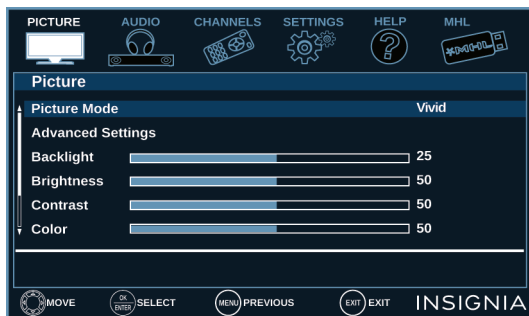 PICTURE AUDIO CHANNELS SETTINGS HELP MHL
MHL
Picture
Picture Mode Vivid
Advanced Settings
Backlight 25
Brightness 50
Contrast 50
Color 50
OK
ENTER
MOVE SELECT MENU PREVIOUS EXIT EXIT INSIGNIA